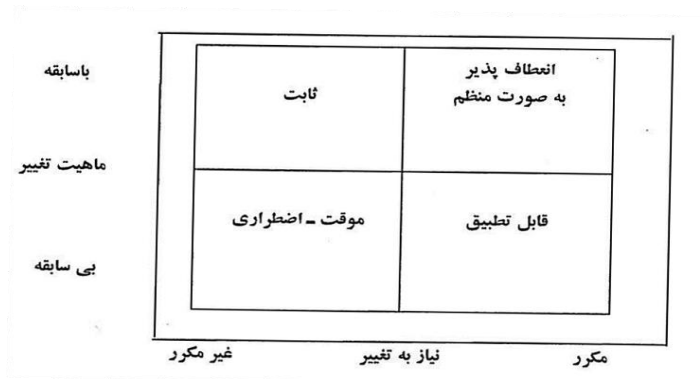 باسابقه
انعطاف پذیر
به صورت منظم
ثابت
ماهیت تغییر
قابل تطبیق
موقت ـ اضطراری
بی سابقه
مکرر
نیاز به تغییر
غیر مکرر